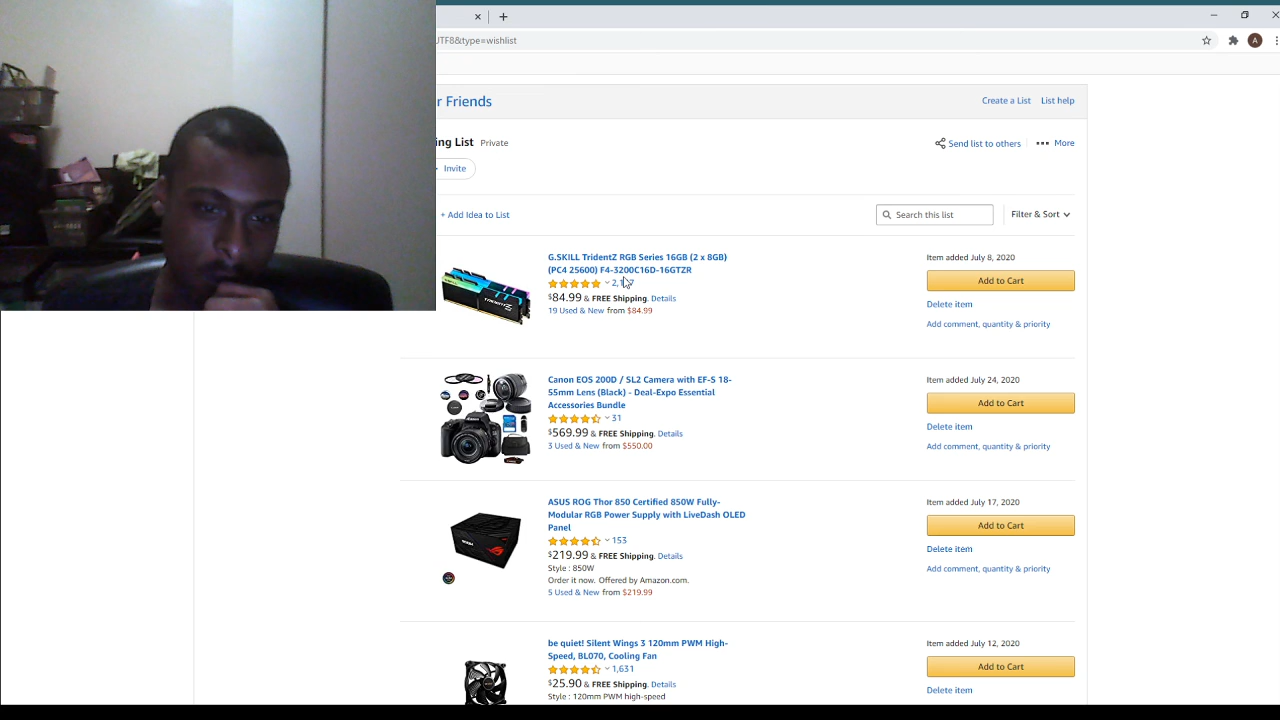 JTF8&type=wishlist
A
r Friends
Create a List
List help
ing List Private
Send list to others
More
Invite
+ Add Idea to List
Search this list
Filter & Sort
G.SKILL TridentZ RGB Series 16GB (2 x 8GB)
(PC4 25600) F4-3200C16D-16GTZR
$84.99 & FREE Shipping. Details
19 Used & New from $84.99
Item added July 8, 2020
Add to Cart
Delete item
Add comment, quantity & priority
Canon EOS 200D / SL2 Camera with EF-S 18-
55mm Lens (Black) - Deal-Expo Essential
Accessories Bundle
31
$569.99 & FREE Shipping. Details
3 Used & New from $550.00
Item added July 24, 2020
Add to Cart
Delete item
Add comment, quantity & priority
ASUS ROG Thor 850 Certified 850W Fully-
Modular RGB Power Supply with LiveDash OLED
Panel
153
$219.99 & FREE Shipping. Details
Style : 850W
Order it now. Offered by Amazon.com.
5 Used & New from $219.99
Item added July 17, 2020
Add to Cart
Delete item
Add comment, quantity & priority
be quiet! Silent Wings 3 120mm PWM High-
Speed, BL070, Cooling Fan
1,631
$25.90 & FREE Shipping. Details
Style : 120mm PWM high-speed
Item added July 12, 2020
Add to Cart
Delete item